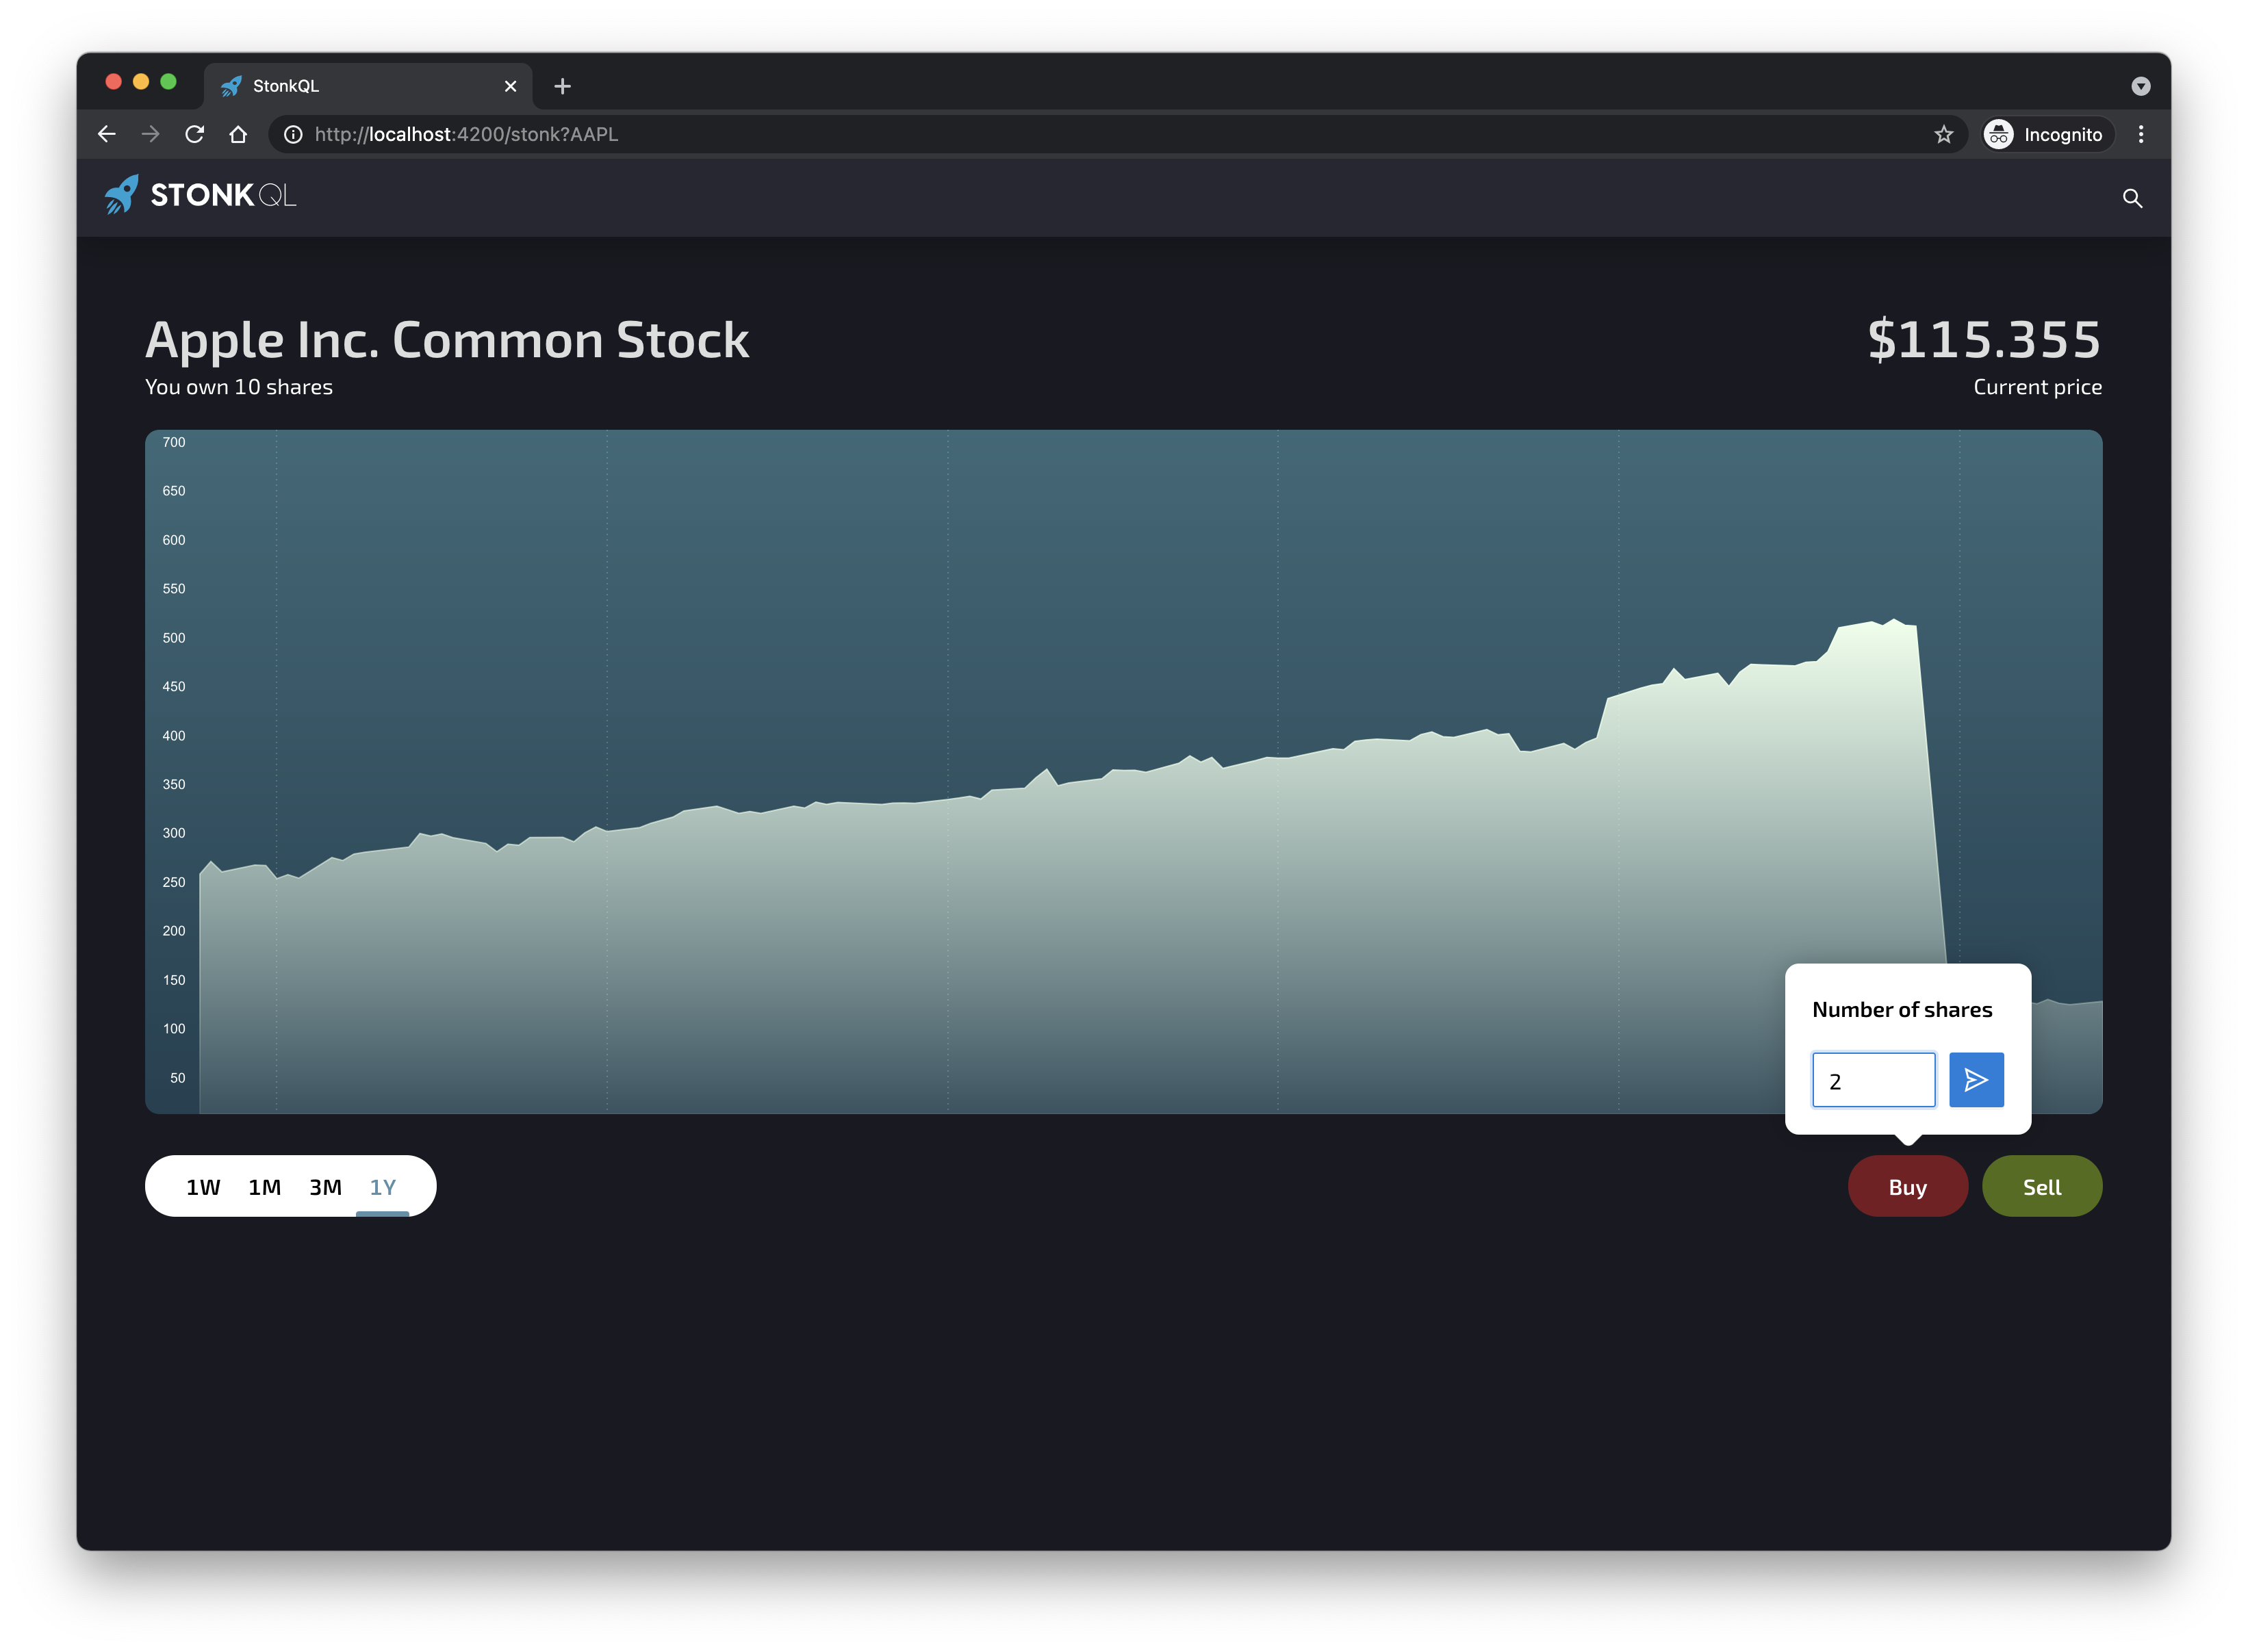 StonkQL
http://localhost:4200/stonk?AAPL
Incognito
STONKQL
Apple Inc. Common Stock
$115.355
You own 10 shares
Current price
700
650
600
550
500
450
400
350
300
250
200
150
100
50
Number of shares
2
1W 1M 3M 1Y
Buy
Sell